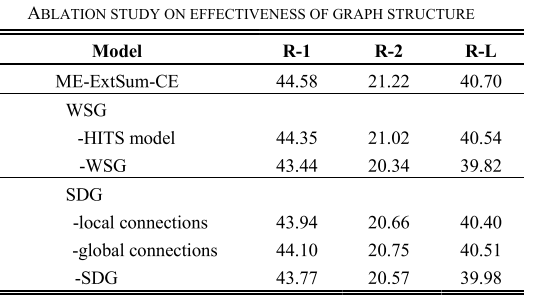 ABLATION STUDY ON EFFECTIVENESS OF GRAPH STRUCTURE
Model R-1 R-2 R-L
ME-ExtSum-CE 44.58 21.22 40.70
WSG
-HITS model 44.35 21.02 40.54
-WSG 43.44 20.34 39.82
SDG
-local connections 43.94 20.66 40.40
-global connections 44.10 20.75 40.51
-SDG 43.77 20.57 39.98